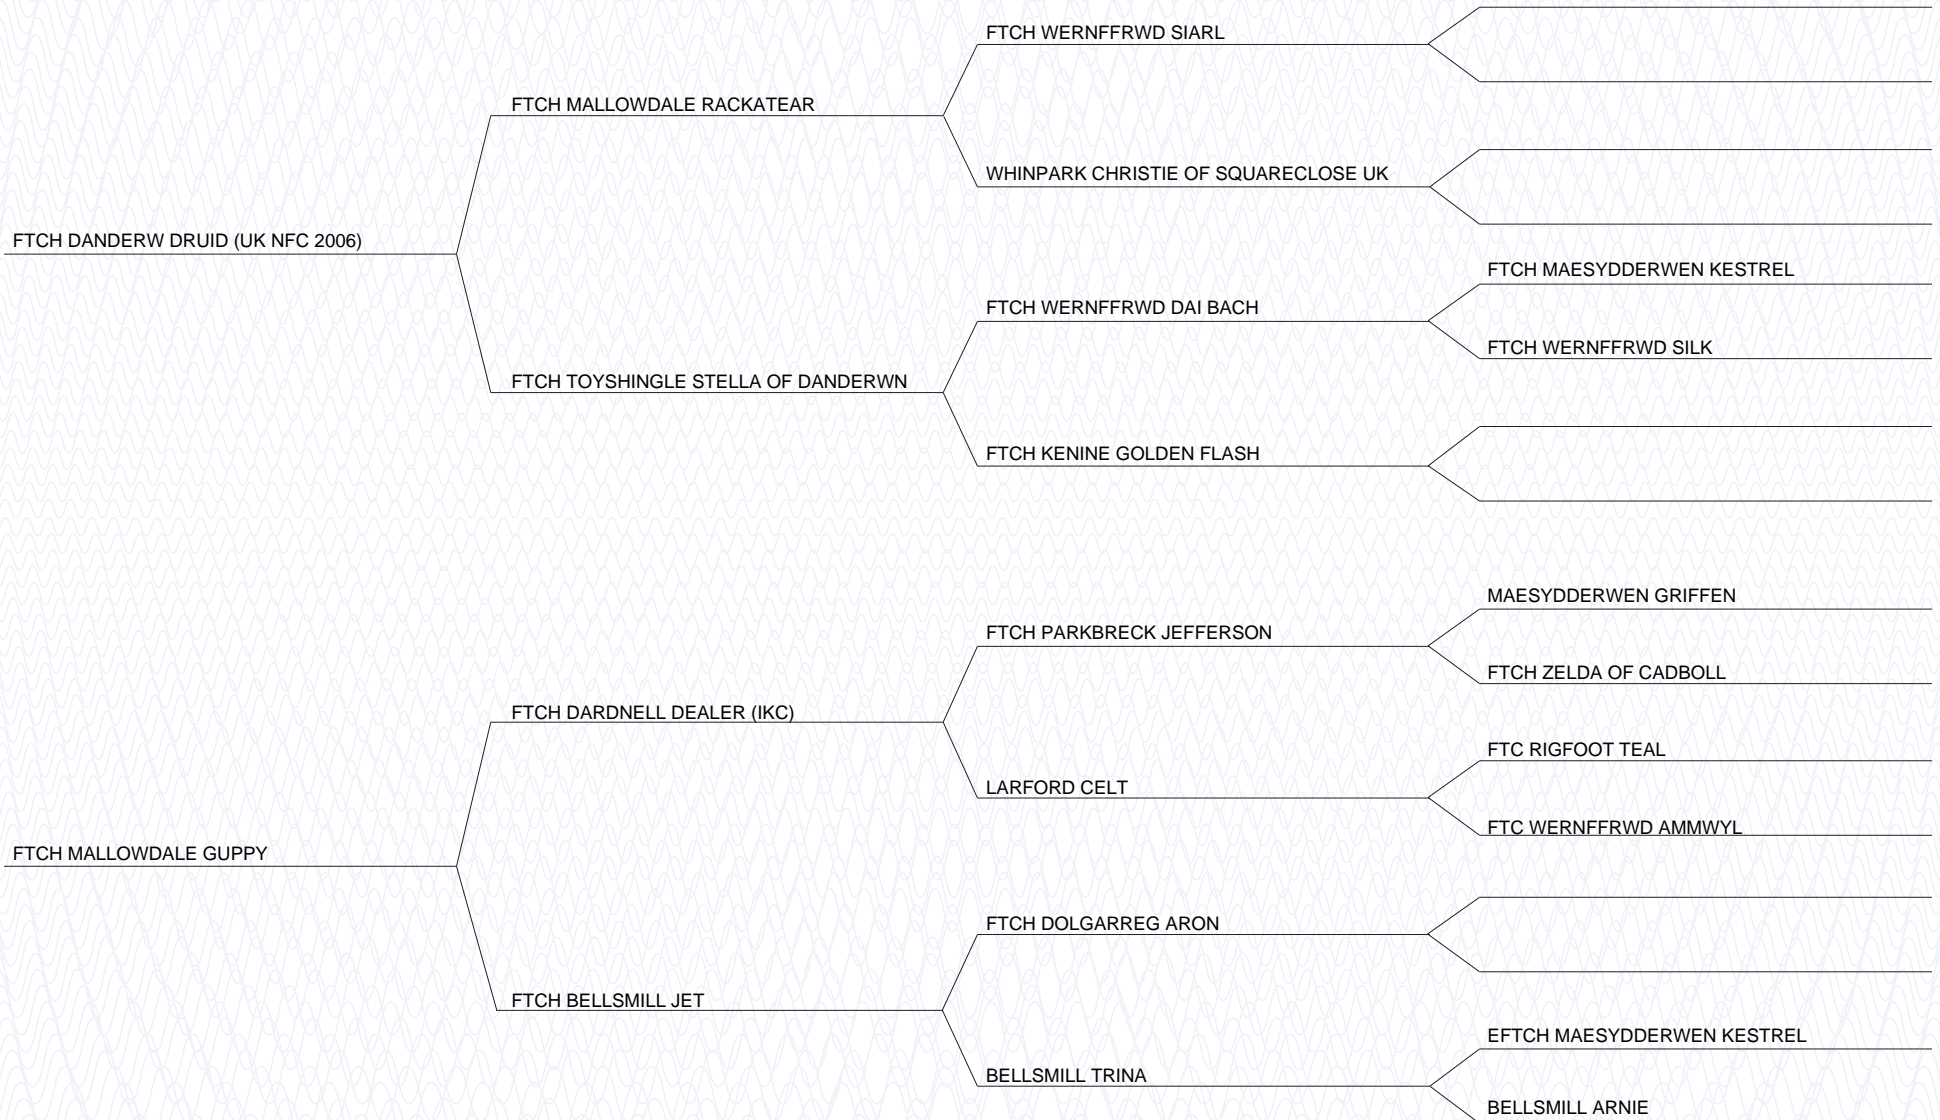 FTCH WERNFFRWD SIARL
FTCH MALLOWDALE RACKATEAR
WHINPARK CHRISTIE OF SQUARECLOSE UK
FTCH DANDERW DRUID (UK NFC 2006)
FTCH MAESYDDERWEN KESTREL
FTCH WERNFFRWD DAI BACH
FTCH WERNFFRWD SILK
FTCH TOYSHINGLE STELLA OF DANDERWN
FTCH KENINE GOLDEN FLASH
MAESYDDERWEN GRIFFEN
FTCH PARKBRECK JEFFERSON
FTCH ZELDA OF CADBOLL
FTCH DARDNELL DEALER (IKC)
FTC RIGFOOT TEAL
LARFORD CELT
FTC WERNFFRWD AMMWYL
FTCH MALLOWDALE GUPPY
FTCH DOLGARREG ARON
FTCH BELLSMILL JET
EFTCH MAESYDDERWEN KESTREL
BELLSMILL TRINA
BELLSMILL ARNIE